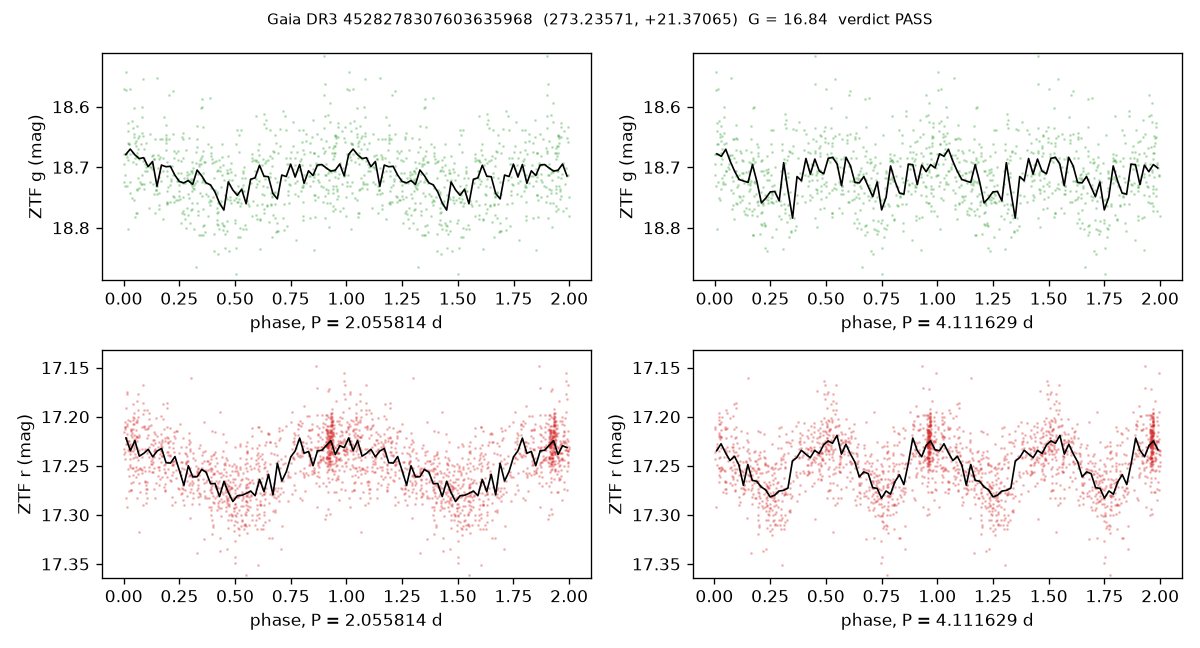 Gaia DR3 4528278307603635968 (273.23571, +21.37065) G = 16.84 verdict PASS
ZTF g (mag)
18.6
18.7
18.8
0.00 0.25 0.50 0.75 1.00 1.25 1.50 1.75 2.00
phase, P = 2.055814 d
ZTF g (mag)
18.6
18.7
18.8
0.00 0.25 0.50 0.75 1.00 1.25 1.50 1.75 2.00
phase, P = 4.111629 d
ZTF r (mag)
17.15
17.20
17.25
17.30
17.35
0.00 0.25 0.50 0.75 1.00 1.25 1.50 1.75 2.00
phase, P = 2.055814 d
ZTF r (mag)
17.15
17.20
17.25
17.30
17.35
0.00 0.25 0.50 0.75 1.00 1.25 1.50 1.75 2.00
phase, P = 4.111629 d